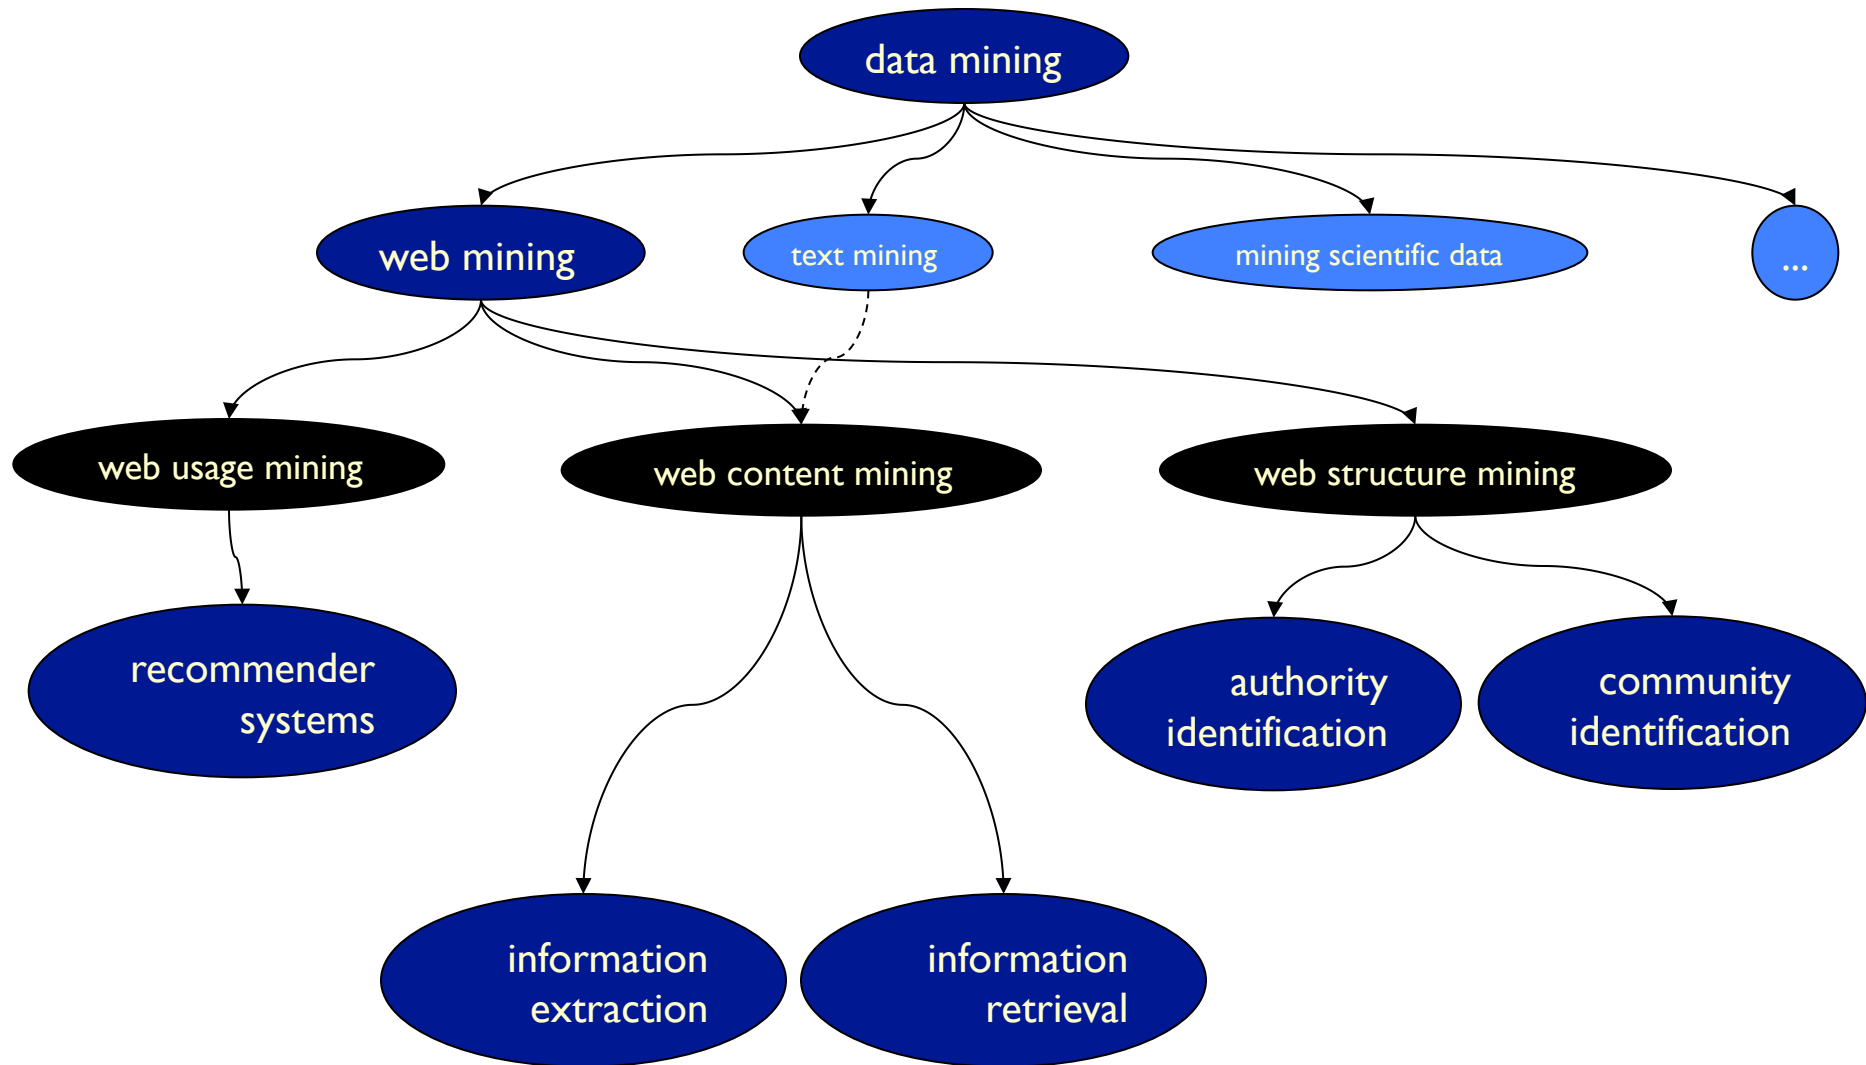 data mining
web mining
text mining
mining scientific data
...
web usage mining
web content mining
web structure mining
recommender
systems
authority
identification
community
identification
information
extraction
information
retrieval